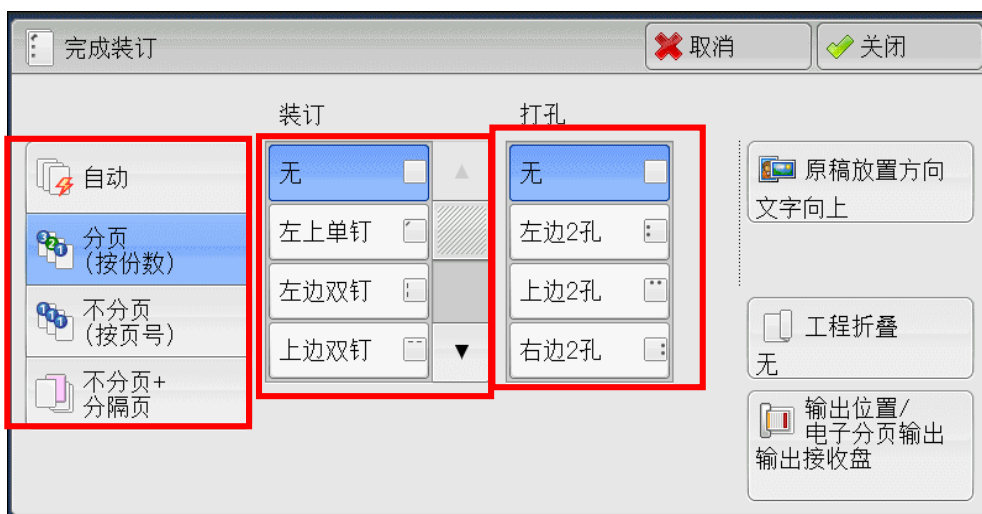 完成装订
取消
关闭
装订
打孔
自动
分页
(按份数)
不分页
(按页号)
不分页+
分隔页
无
左上单钉
左边双钉
上边双钉
无
左边2孔
上边2孔
右边2孔
原稿放置方向
文字向上
工程折叠
无
输出位置/
电子分页输出
输出接收盘